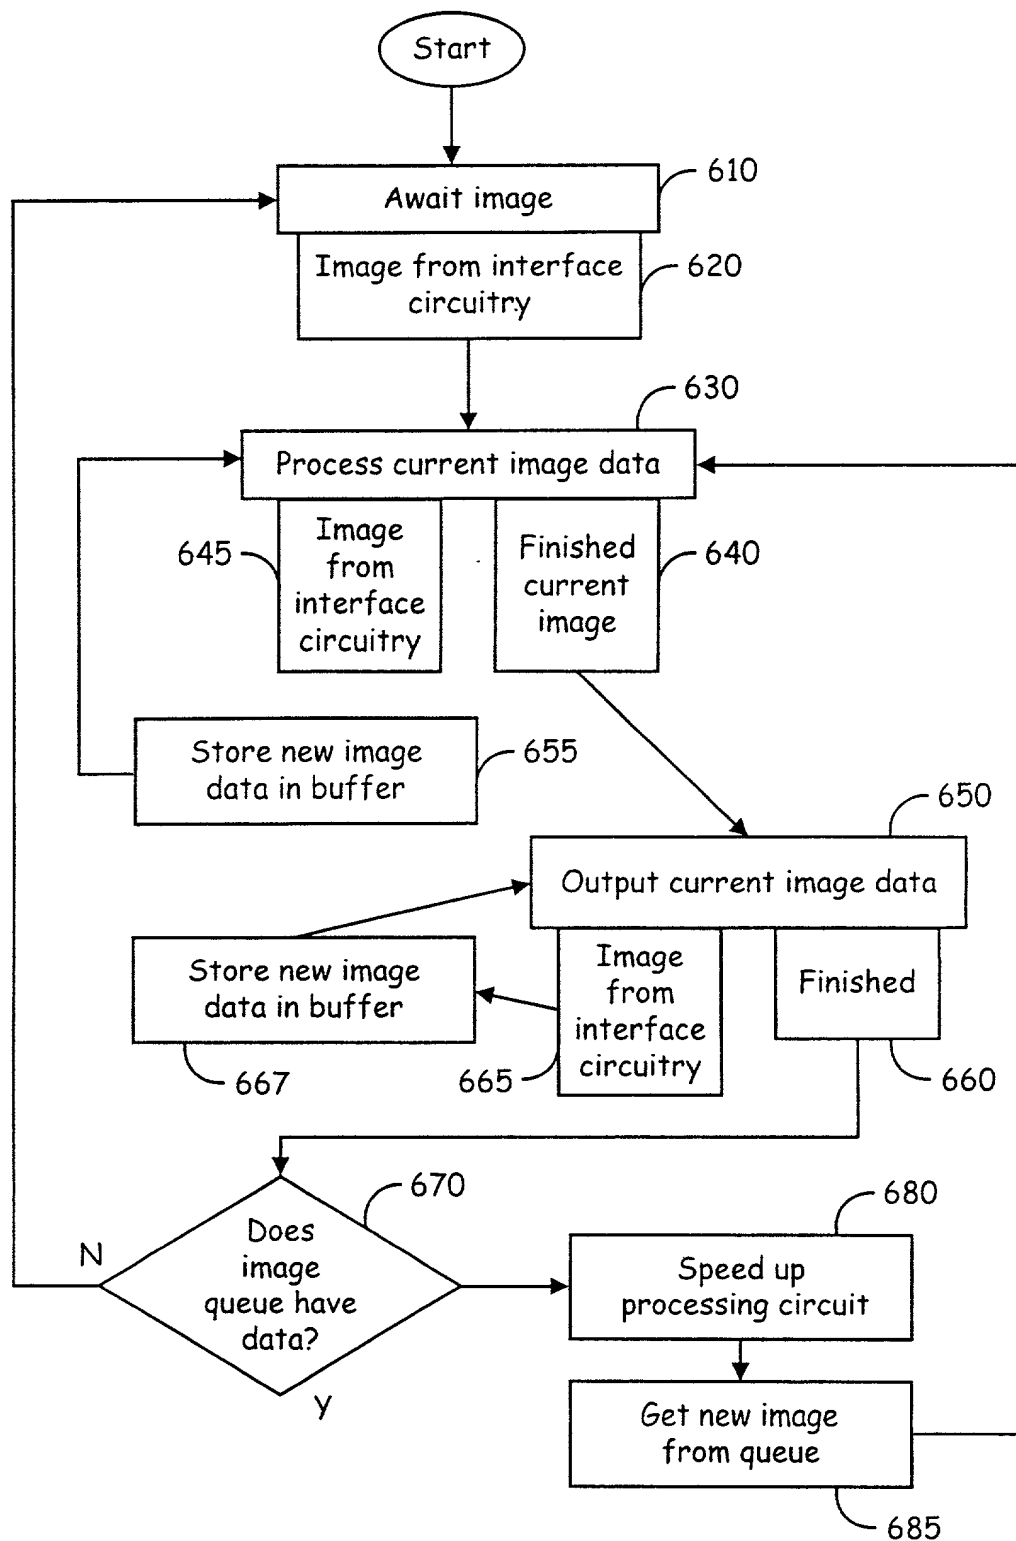 Start
610
Await image
Image from interface
circuitry
620
630
Process current image data
645
Image
from
interface
circuitry
Finished
current
image
640
Store new image
data in buffer
655
650
Output current image data
Store new image
data in buffer
667
Image
from
interface
circuitry
665
Finished
660
670
N
Does
image
queue have
data?
Y
680
Speed up
processing circuit
Get new image
from queue
685